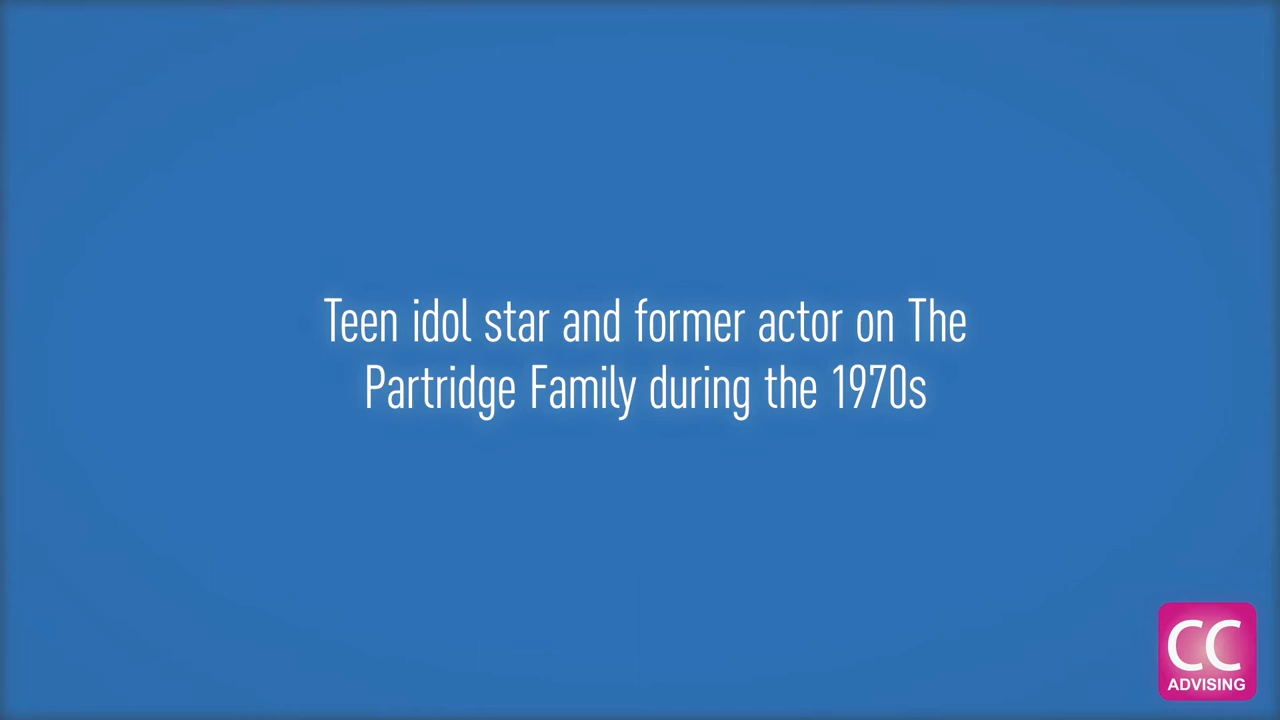 Teen idol star and former actor on The
Partridge Family during the 1970s
CC
ADVISING